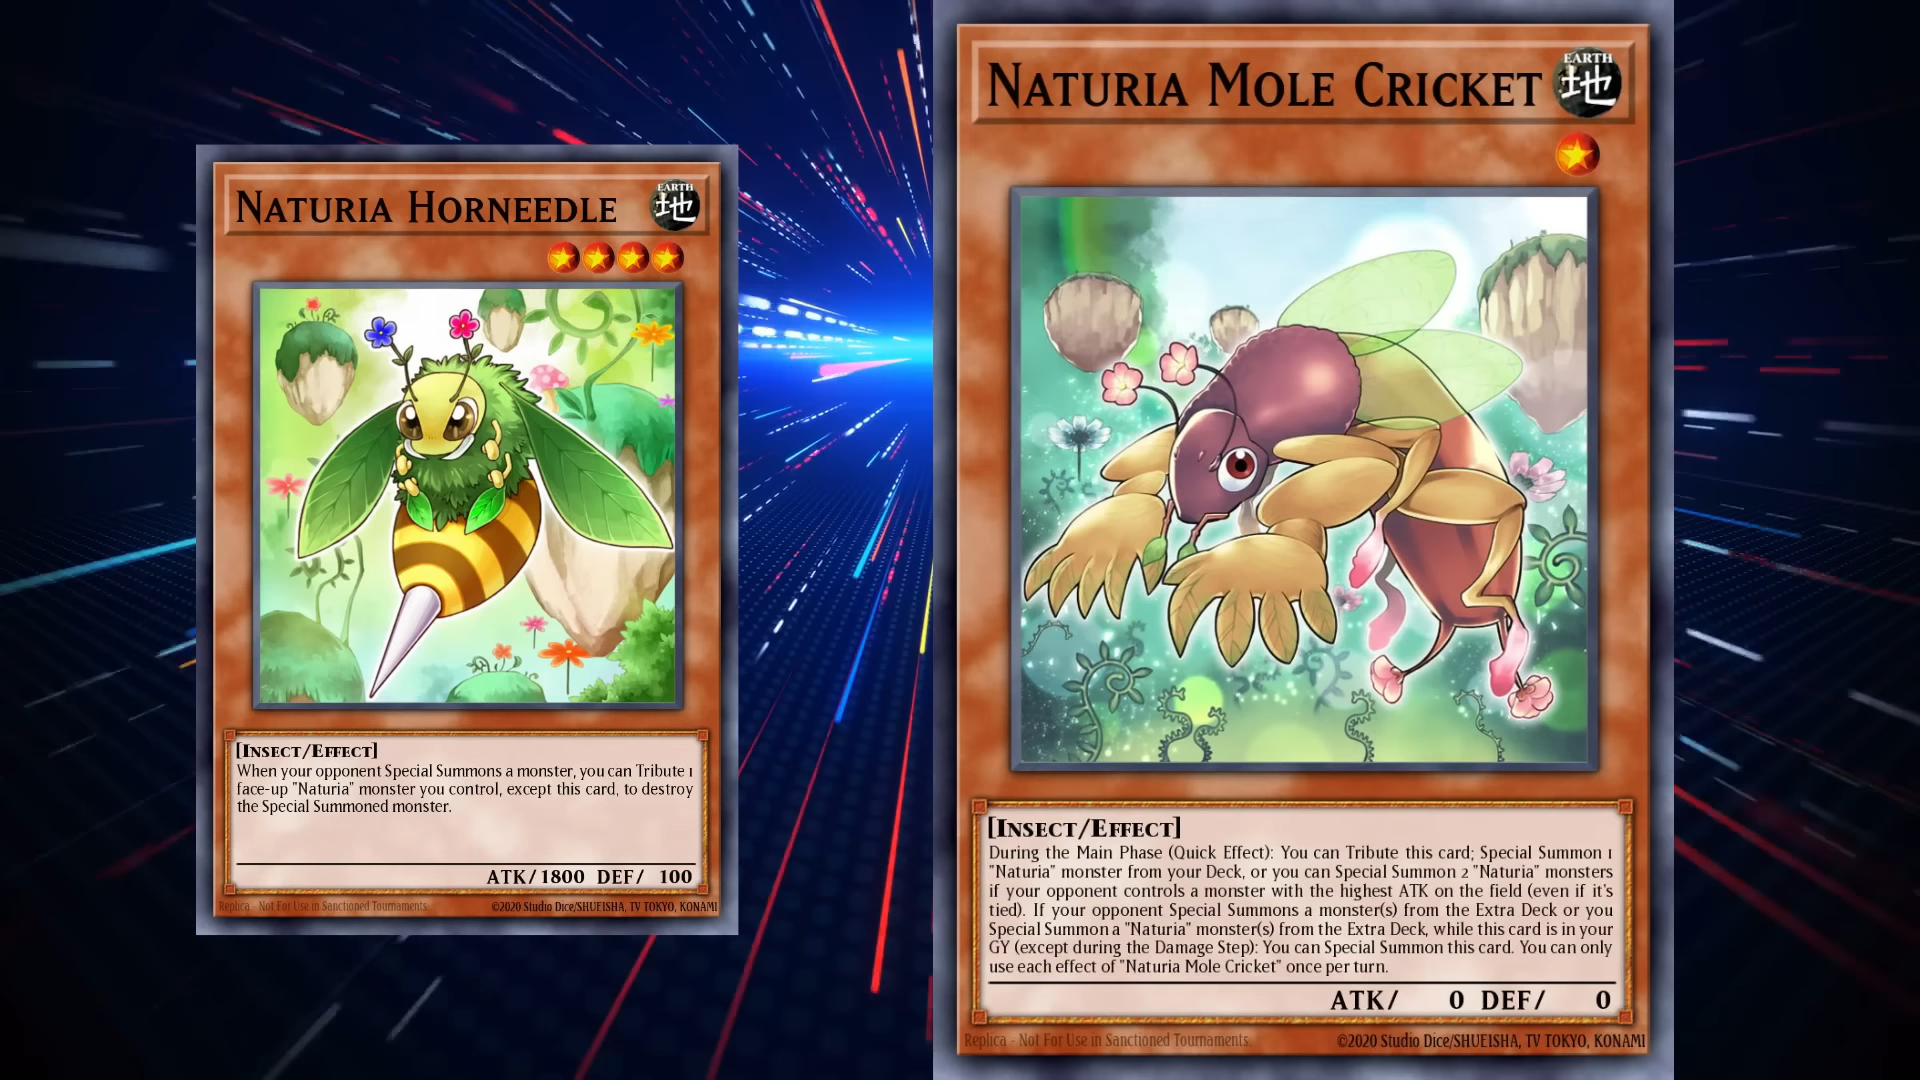 NATURIA HORNEEDLE
EARTH
地
[INSECT/EFFECT]
When your opponent Special Summons a monster, you can Tribute 1
face-up "Naturia" monster you control, except this card, to destroy
the Special Summoned monster.
ATK/1800 DEF/ 100
Replica - Not For Use in Sanctioned Tournaments.
©2020 Studio Dice/SHUEISHA, TV TOKYO, KONAMI
NATURIA MOLE CRICKET
EARTH
地
[INSECT/EFFECT]
During the Main Phase (Quick Effect): You can Tribute this card; Special Summon 1
"Naturia" monster from your Deck, or you can Special Summon 2 "Naturia" monsters
if your opponent controls a monster with the highest ATK on the field (even if it's
tied). If your opponent Special Summons a monster(s) from the Extra Deck or you
Special Summon a "Naturia" monster(s) from the Extra Deck, while this card is in your
GY (except during the Damage Step): You can Special Summon this card. You can only
use each effect of "Naturia Mole Cricket" once per turn.
ATK/ 0 DEF/ 0
Replica - Not For Use in Sanctioned Tournaments.
©2020 Studio Dice/SHUEISHA, TV TOKYO, KONAMI